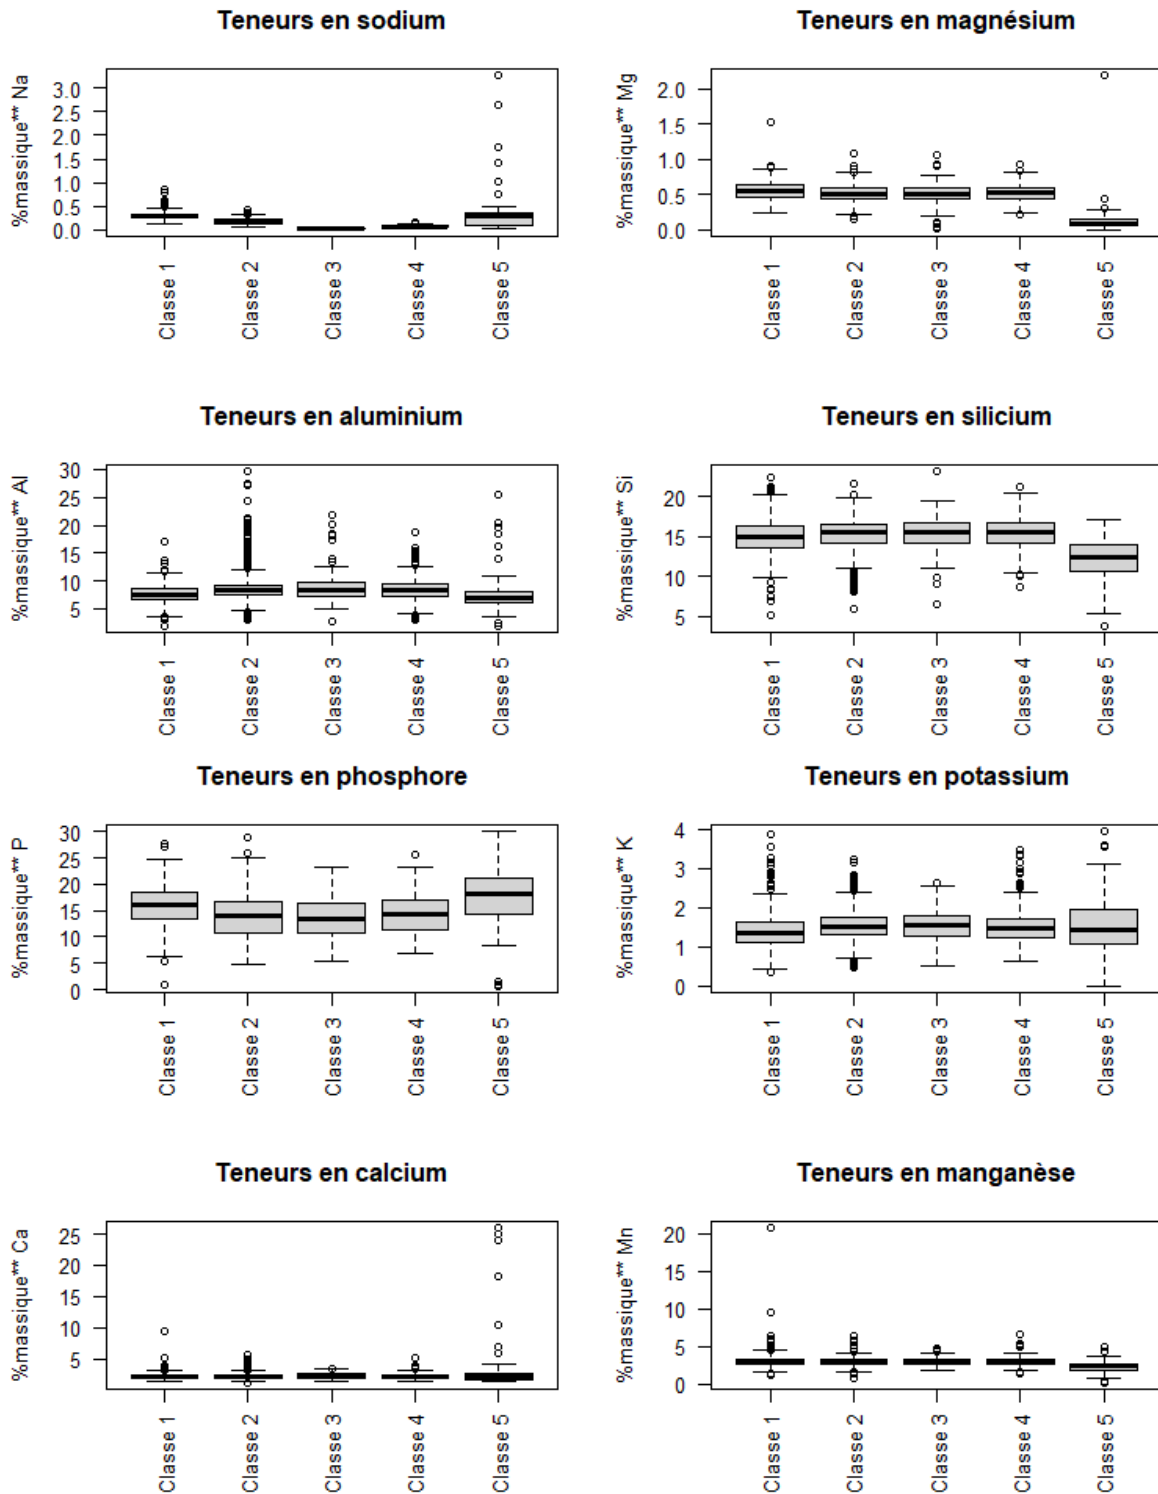 Teneurs en sodium
%massique** Na
3.0
2.5
2.0
1.5
1.0
0.5
0.0
Classe 1
Classe 2
Classe 3
Classe 4
Classe 5
Teneurs en magnésium
%massique** Mg
2.0
1.5
1.0
0.5
0.0
Classe 1
Classe 2
Classe 3
Classe 4
Classe 5
Teneurs en aluminium
%massique** Al
30
25
20
15
10
5
Classe 1
Classe 2
Classe 3
Classe 4
Classe 5
Teneurs en silicium
%massique** Si
20
15
10
5
Classe 1
Classe 2
Classe 3
Classe 4
Classe 5
Teneurs en phosphore
%massique** P
30
25
20
15
10
5
0
Classe 1
Classe 2
Classe 3
Classe 4
Classe 5
Teneurs en potassium
%massique** K
4
3
2
1
0
Classe 1
Classe 2
Classe 3
Classe 4
Classe 5
Teneurs en calcium
%massique** Ca
25
20
15
10
5
Classe 1
Classe 2
Classe 3
Classe 4
Classe 5
Teneurs en manganèse
%massique** Mn
20
15
10
5
0
Classe 1
Classe 2
Classe 3
Classe 4
Classe 5